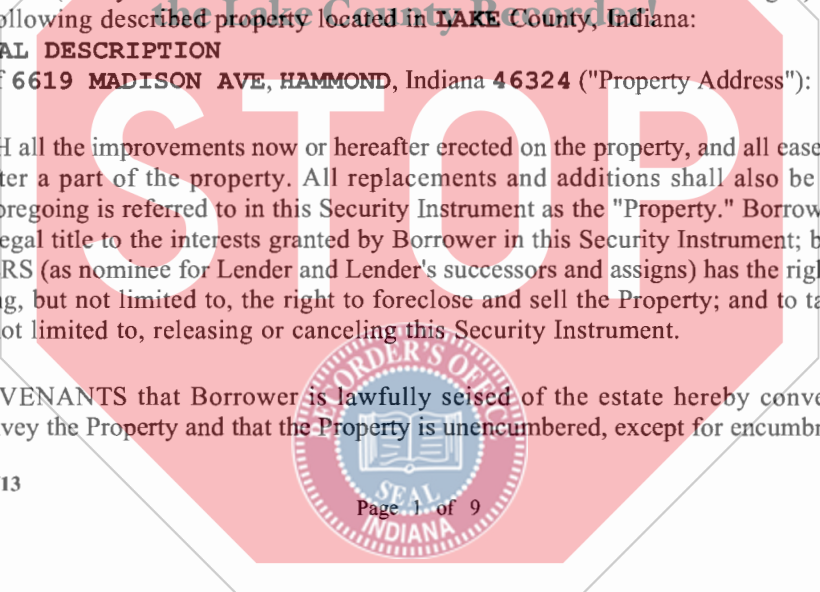 the Lake County Recorder!
ollowing described property located in LAKE County, Indiana:
AL DESCRIPTION
f 6619 MADISON AVE, HAMMOND, Indiana 46324 ("Property Address"):
STOP
H all the improvements now or hereafter erected on the property, and all ease
ter a part of the property. All replacements and additions shall also be
oregoing is referred to in this Security Instrument as the "Property." Borrow
egal title to the interests granted by Borrower in this Security Instrument; b
RS (as nominee for Lender and Lender's successors and assigns) has the righ
ng, but not limited to, the right to foreclose and sell the Property; and to ta
ot limited to, releasing or canceling this Security Instrument.
RECORDER'S OFFICE
VENANTS that Borrower is lawfully seised of the estate hereby conve
vey the Property and that the Property is unencumbered, except for encumbr
/13
SEAL
Page 1 of 9
INDIANA